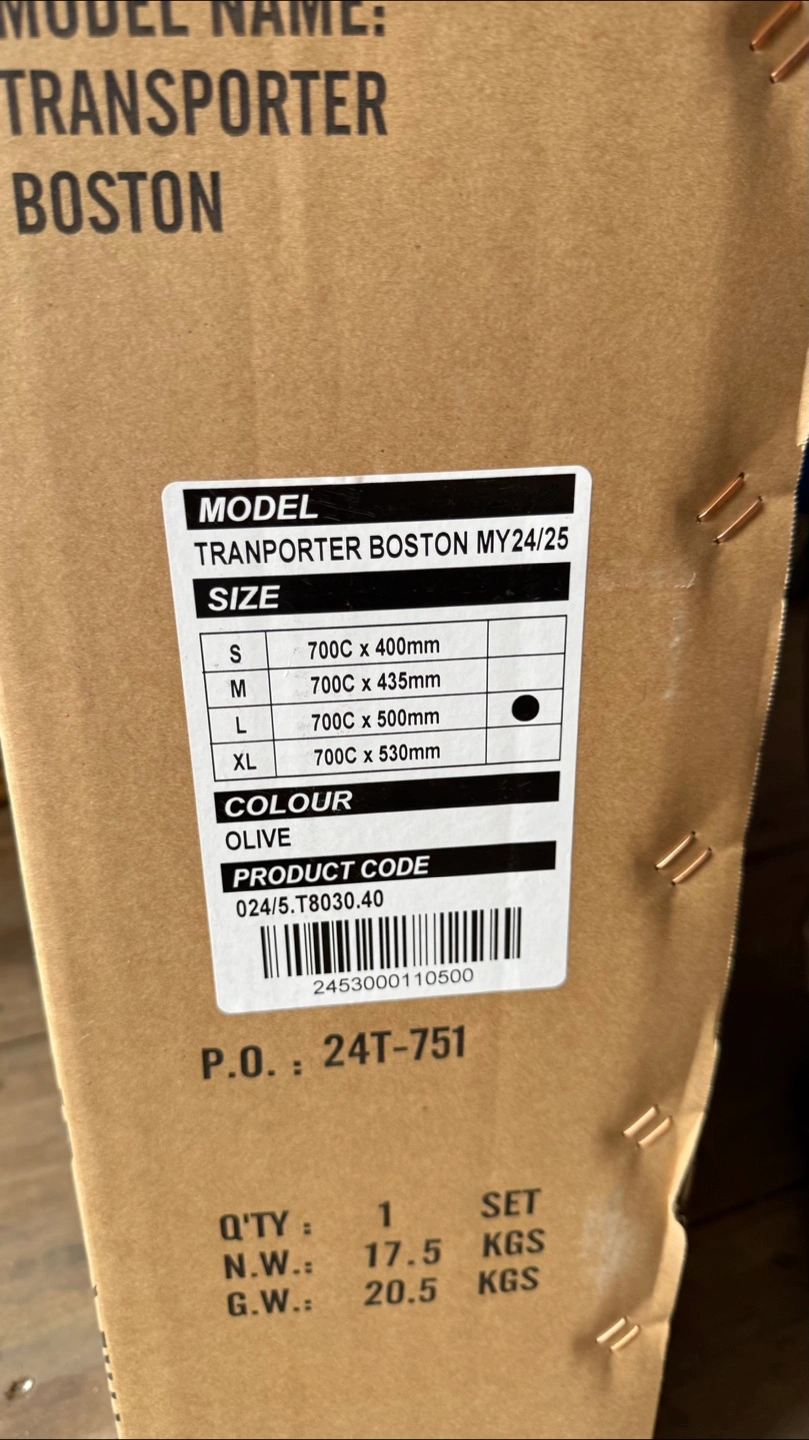 MODEL NAME:
TRANSPORTER
BOSTON
MODEL
TRANPORTER BOSTON MY24/25
SIZE
S 700C x 400mm
M 700C x 435mm
L 700C x 500mm ●
XL 700C x 530mm
COLOUR
OLIVE
PRODUCT CODE
024/5.T8030.40
2453000110500
P.O. : 24T-751
Q'TY : 1 SET
N.W.: 17.5 KGS
G.W.: 20.5 KGS